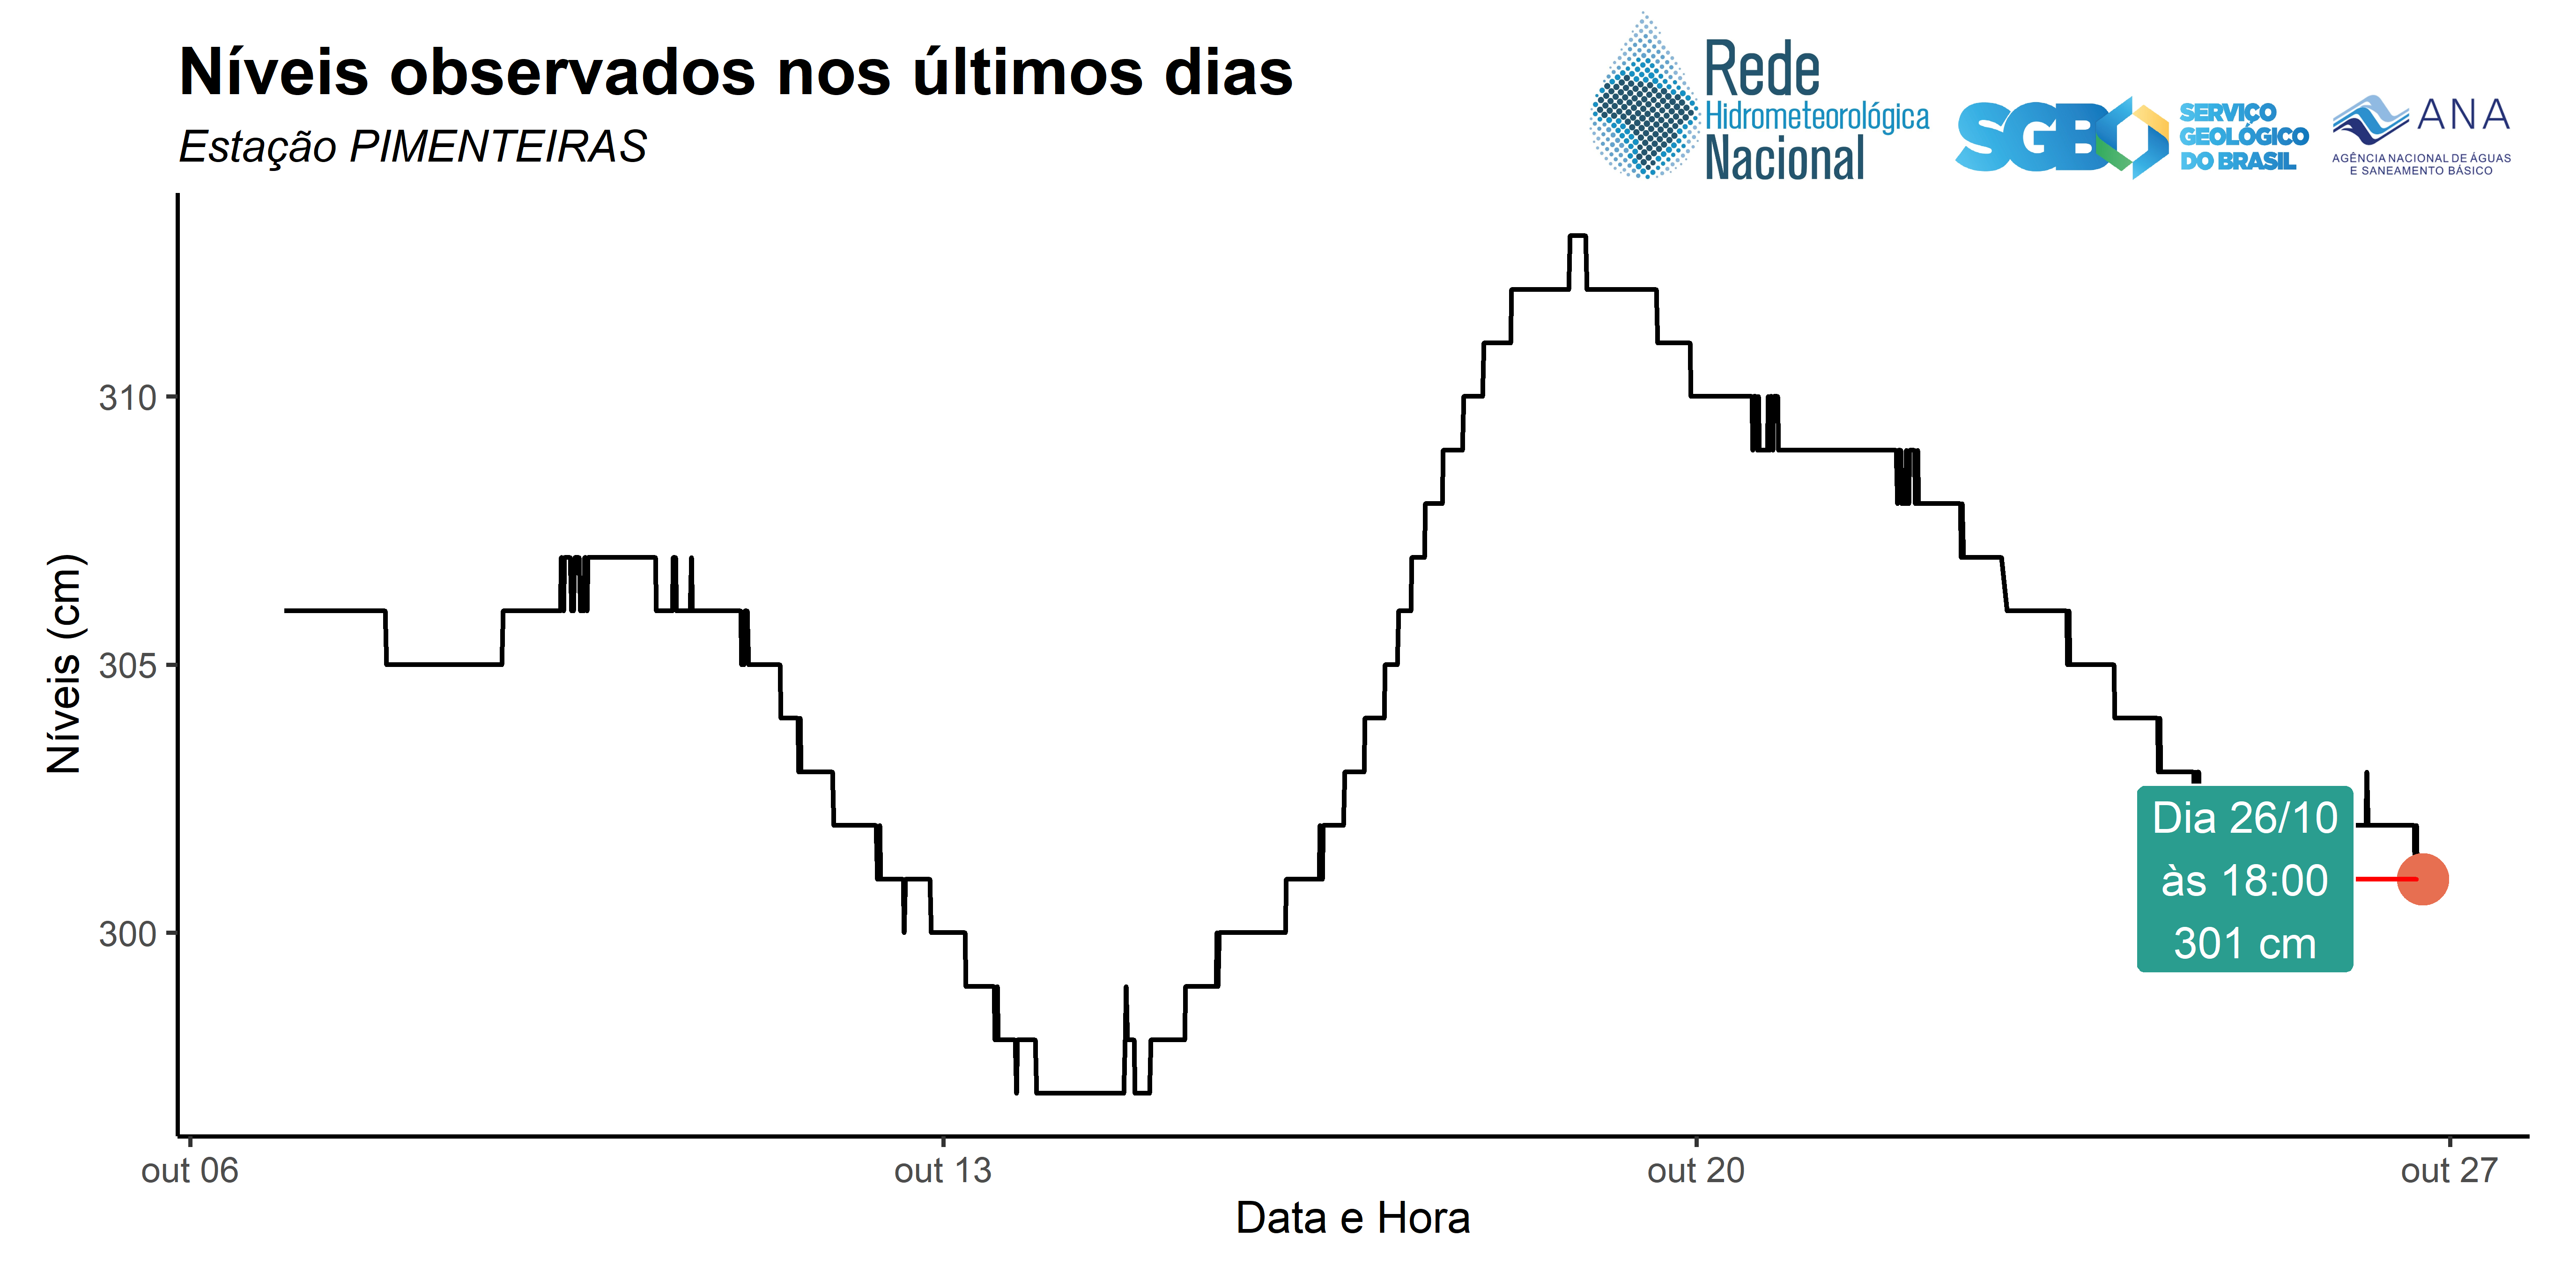 Níveis observados nos últimos dias
Estação PIMENTEIRAS
Rede
Hidrometeorológica
Nacional
SGB
SERVIÇO
GEOLÓGICO
DO BRASIL
ANA
AGÊNCIA NACIONAL DE ÁGUAS
E SANEAMENTO BÁSICO
Níveis (cm)
310
305
300
Dia 26/10
às 18:00
301 cm
out 06
out 13
out 20
out 27
Data e Hora